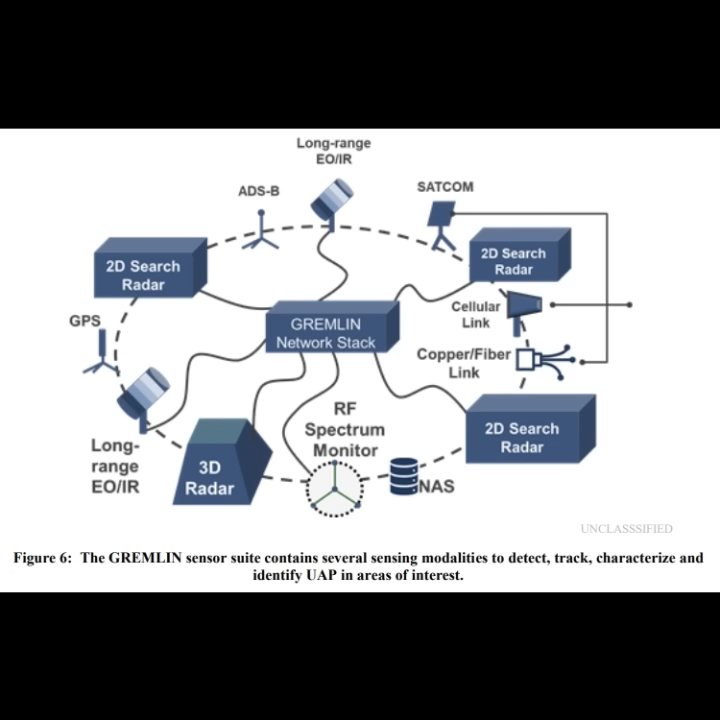 Long-range
EO/IR
ADS-B
SATCOM
2D Search
Radar
2D Search
Radar
GPS
GREMLIN
Network Stack
Cellular
Link
Copper/Fiber
Link
Long-
range
EO/IR
3D
Radar
RF
Spectrum
Monitor
2D Search
Radar
NAS
UNCLASSSIFIED
Figure 6: The GREMLIN sensor suite contains several sensing modalities to detect, track, characterize and
identify UAP in areas of interest.